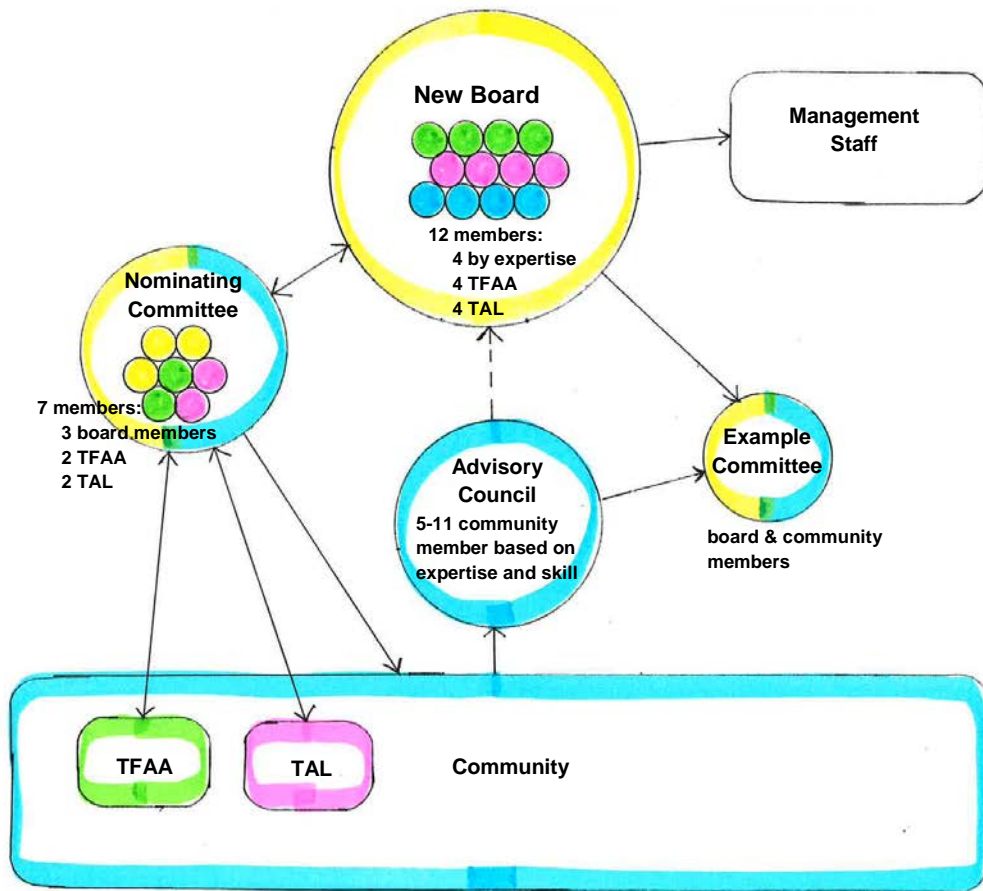 New Board
12 members:
4 by expertise
4 TFAA
4 TAL
Management
Staff
Nominating
Committee
7 members:
3 board members
2 TFAA
2 TAL
Advisory
Council
5-11 community
member based on
expertise and skill
Example
Committee
board & community
members
TFAA
TAL
Community